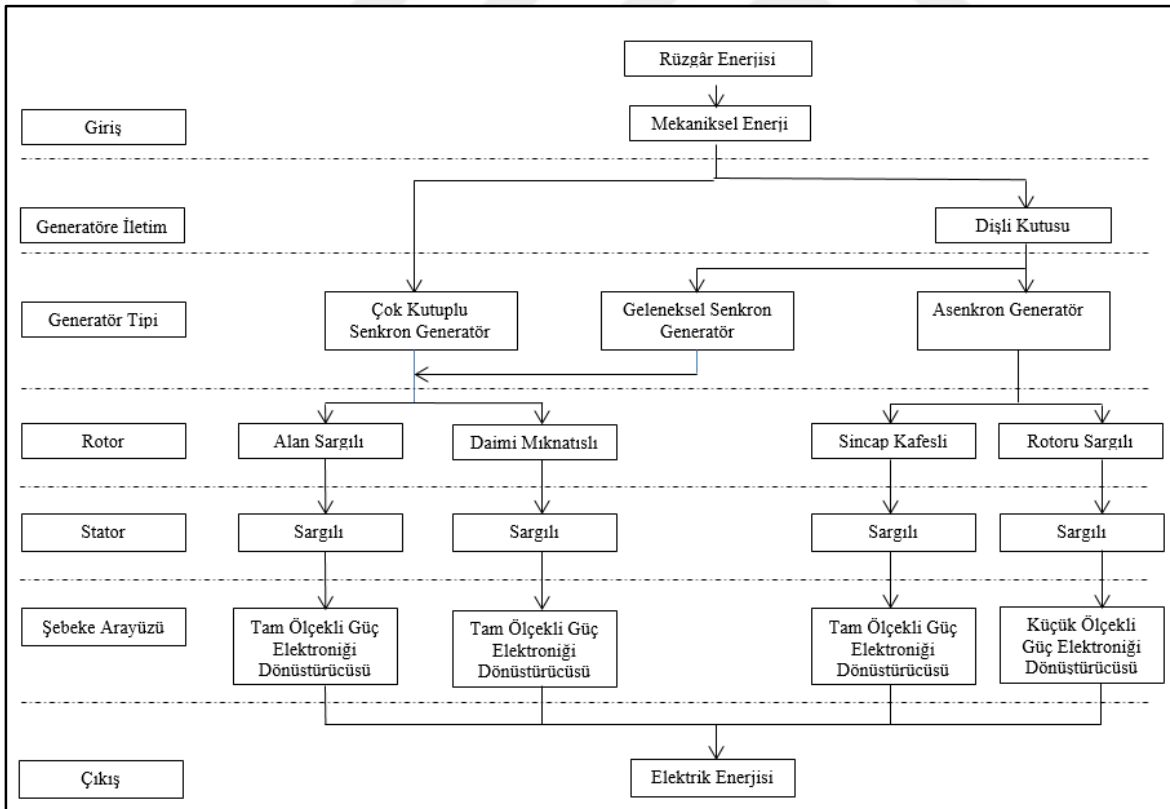 Rüzgâr Enerjisi
Giriş
Mekaniksel Enerji
Generatöre İletim
Dişli Kutusu
Generatör Tipi
Çok Kutuplu
Senkron Generatör
Geleneksel Senkron
Generatör
Asenkron Generatör
Rotor
Alan Sargılı
Daimi Mıknatıslı
Sincap Kafesli
Rotoru Sargılı
Stator
Sargılı
Sargılı
Sargılı
Sargılı
Şebeke Arayüzü
Tam Ölçekli Güç
Elektroniği
Dönüştürücüsü
Tam Ölçekli Güç
Elektroniği
Dönüştürücüsü
Tam Ölçekli Güç
Elektroniği
Dönüştürücüsü
Küçük Ölçekli
Güç Elektroniği
Dönüştürücüsü
Çıkış
Elektrik Enerjisi